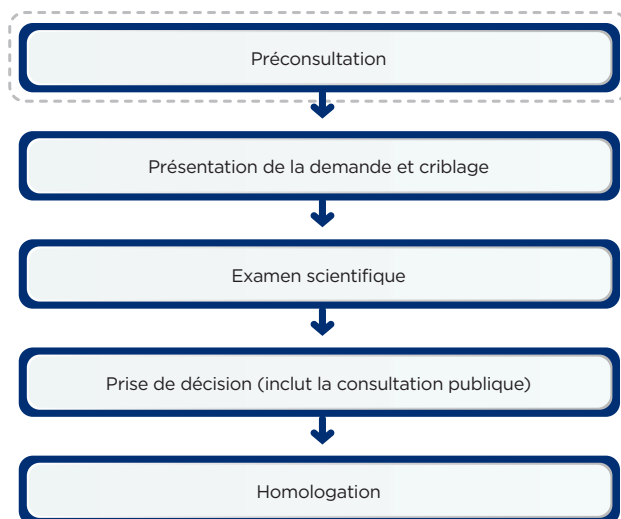 Préconsultation
Présentation de la demande et criblage
Examen scientifique
Prise de décision (inclut la consultation publique)
Homologation